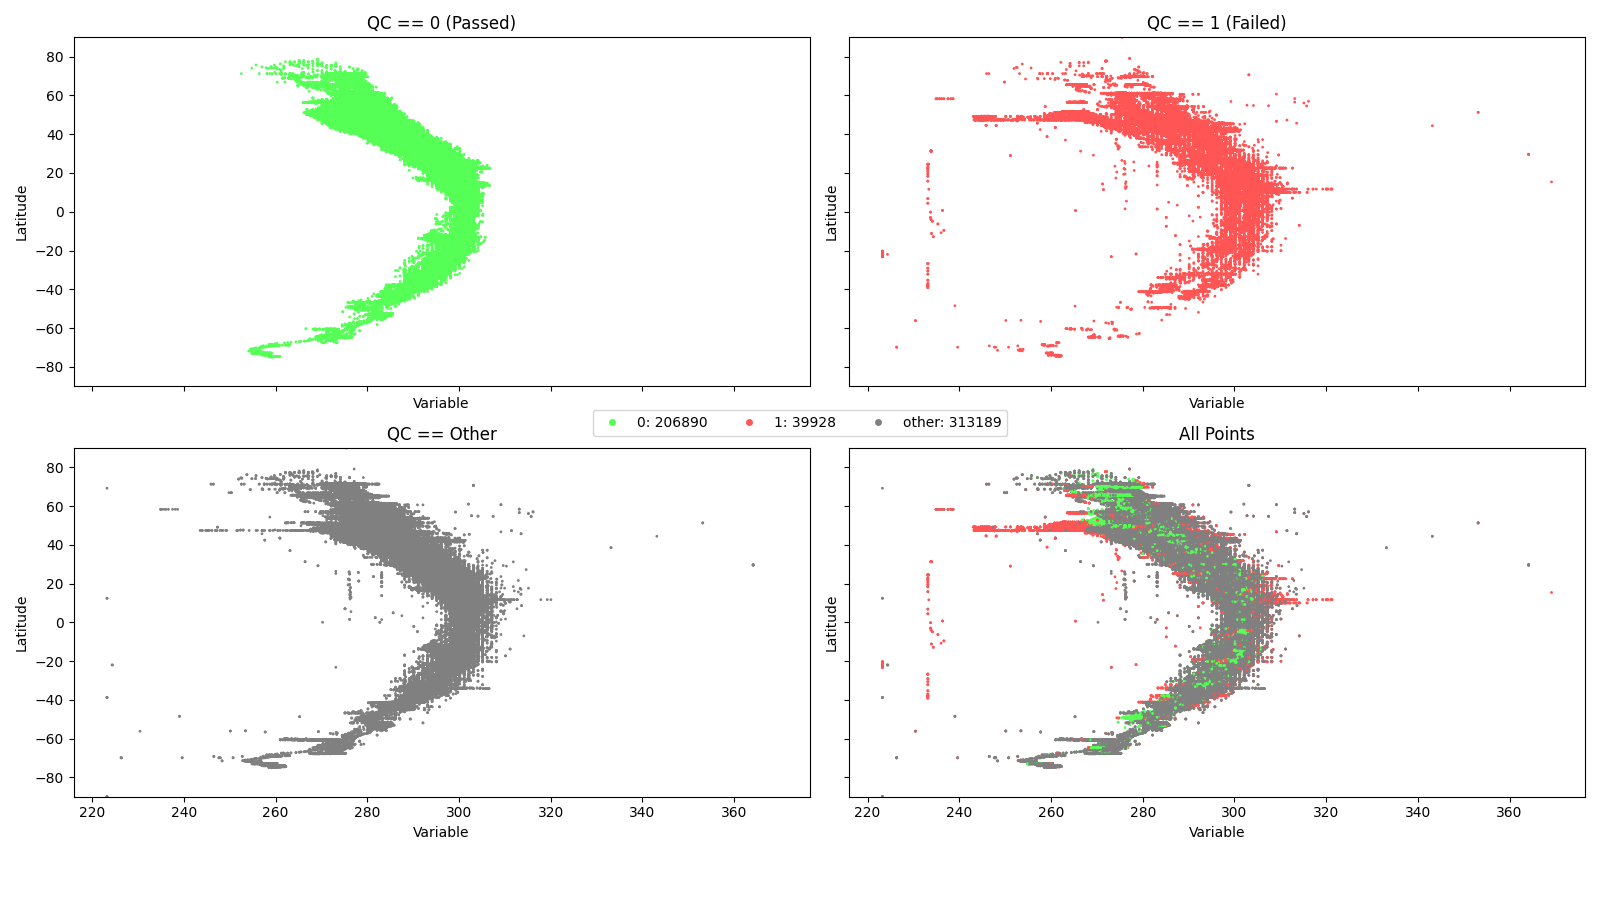 QC == 0 (Passed)
QC == 1 (Failed)
80
60
40
20
0
−20
−40
−60
−80
Latitude
Latitude
Variable
Variable
0: 206890 1: 39928 other: 313189
QC == Other
All Points
80
60
40
20
0
−20
−40
−60
−80
Latitude
Latitude
220 240 260 280 300 320 340 360
220 240 260 280 300 320 340 360
Variable
Variable